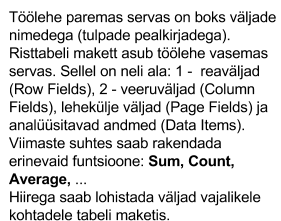 Töölehe paremas servas on boks väljade
nimedega (tulpade pealkirjadega).
Risttabeli makett asub töölehe vasemas
servas. Sellel on neli ala: 1 - reaväljad
(Row Fields), 2 - veeruväljad (Column
Fields), lehekülje väljad (Page Fields) ja
analüüsitavad andmed (Data Items).
Viimaste suhtes saab rakendada
erinevaid funtsioone: Sum, Count,
Average, ...
Hiirega saab lohistada väljad vajalikele
kohtadele tabeli maketis.